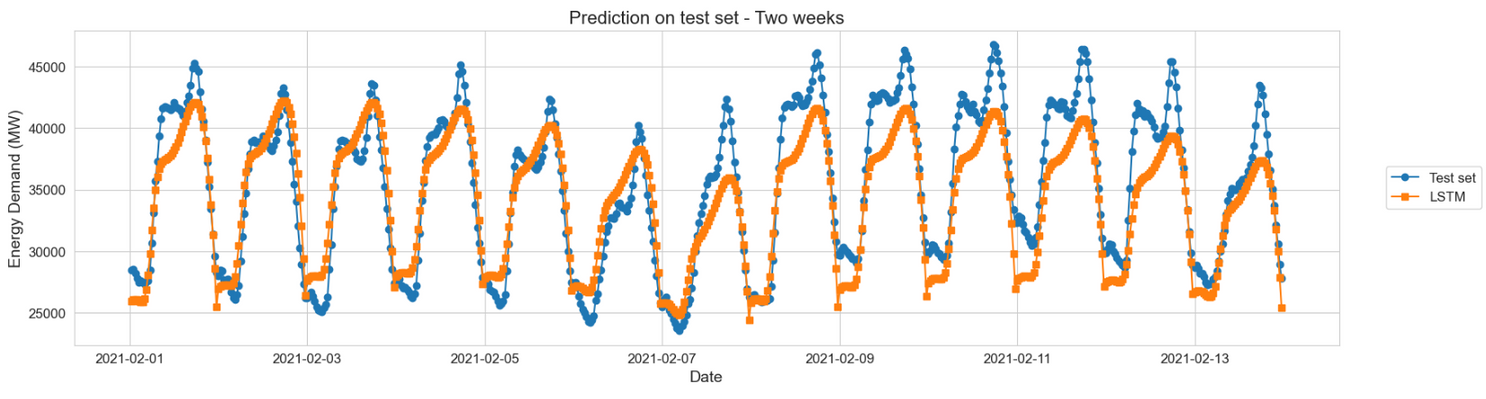 Prediction on test set - Two weeks
Energy Demand (MW)
45000
40000
35000
30000
25000
2021-02-01
2021-02-03
2021-02-05
2021-02-07
2021-02-09
2021-02-11
2021-02-13
Date
Test set
LSTM